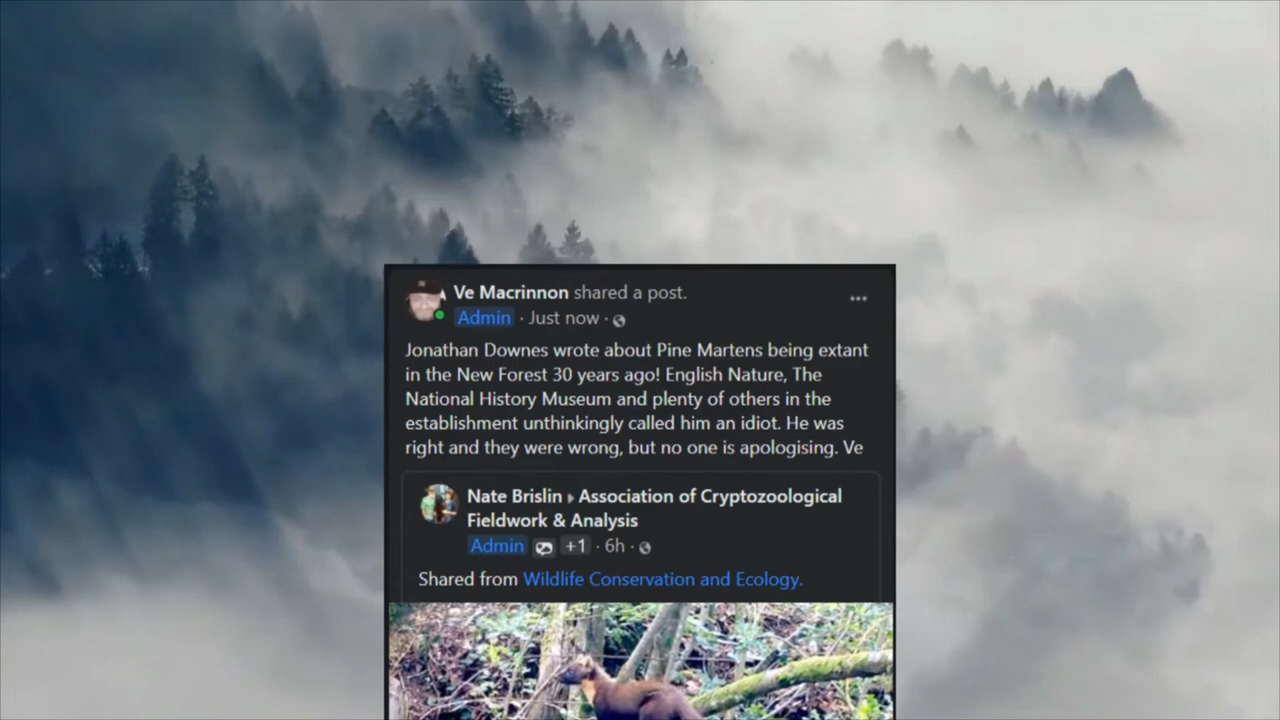 Ve Macrinnon shared a post.
Admin · Just now ·
Jonathan Downes wrote about Pine Martens being extant
in the New Forest 30 years ago! English Nature, The
National History Museum and plenty of others in the
establishment unthinkingly called him an idiot. He was
right and they were wrong, but no one is apologising. Ve
Nate Brislin ▸ Association of Cryptozoological
Fieldwork & Analysis
Admin +1 · 6h ·
Shared from Wildlife Conservation and Ecology.